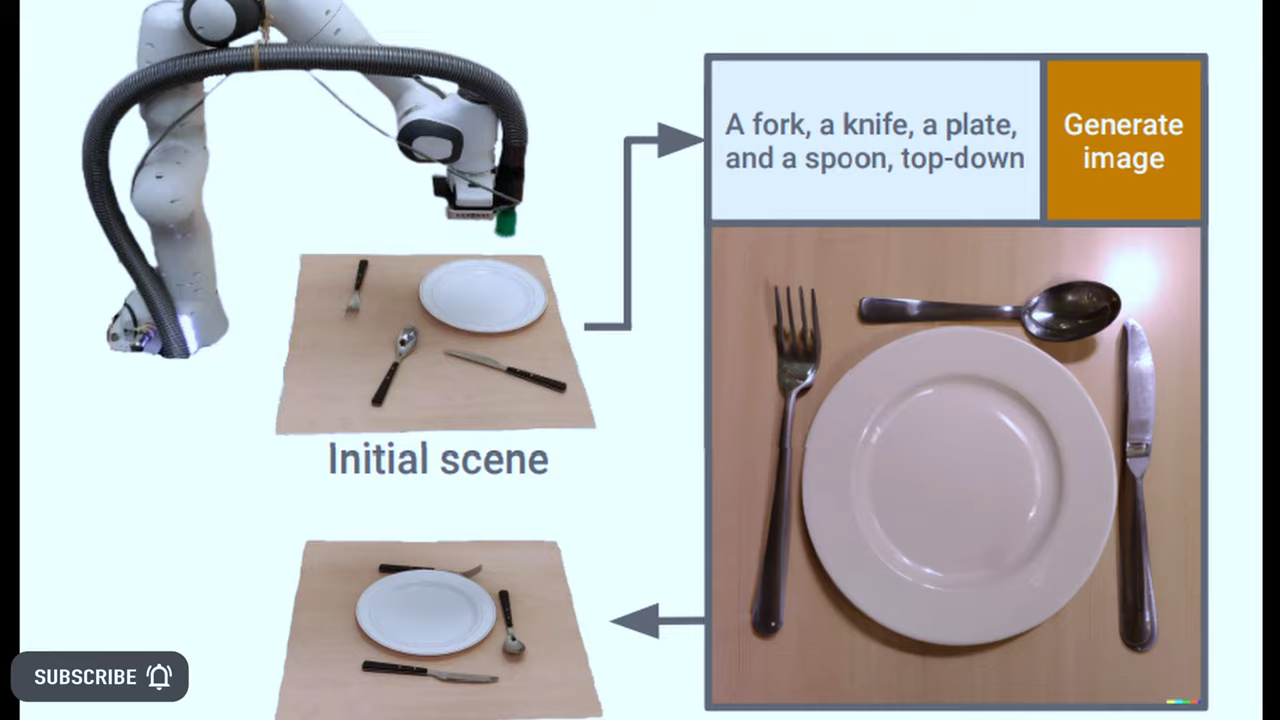 A fork, a knife, a plate,
and a spoon, top-down
Generate
image
Initial scene
SUBSCRIBE